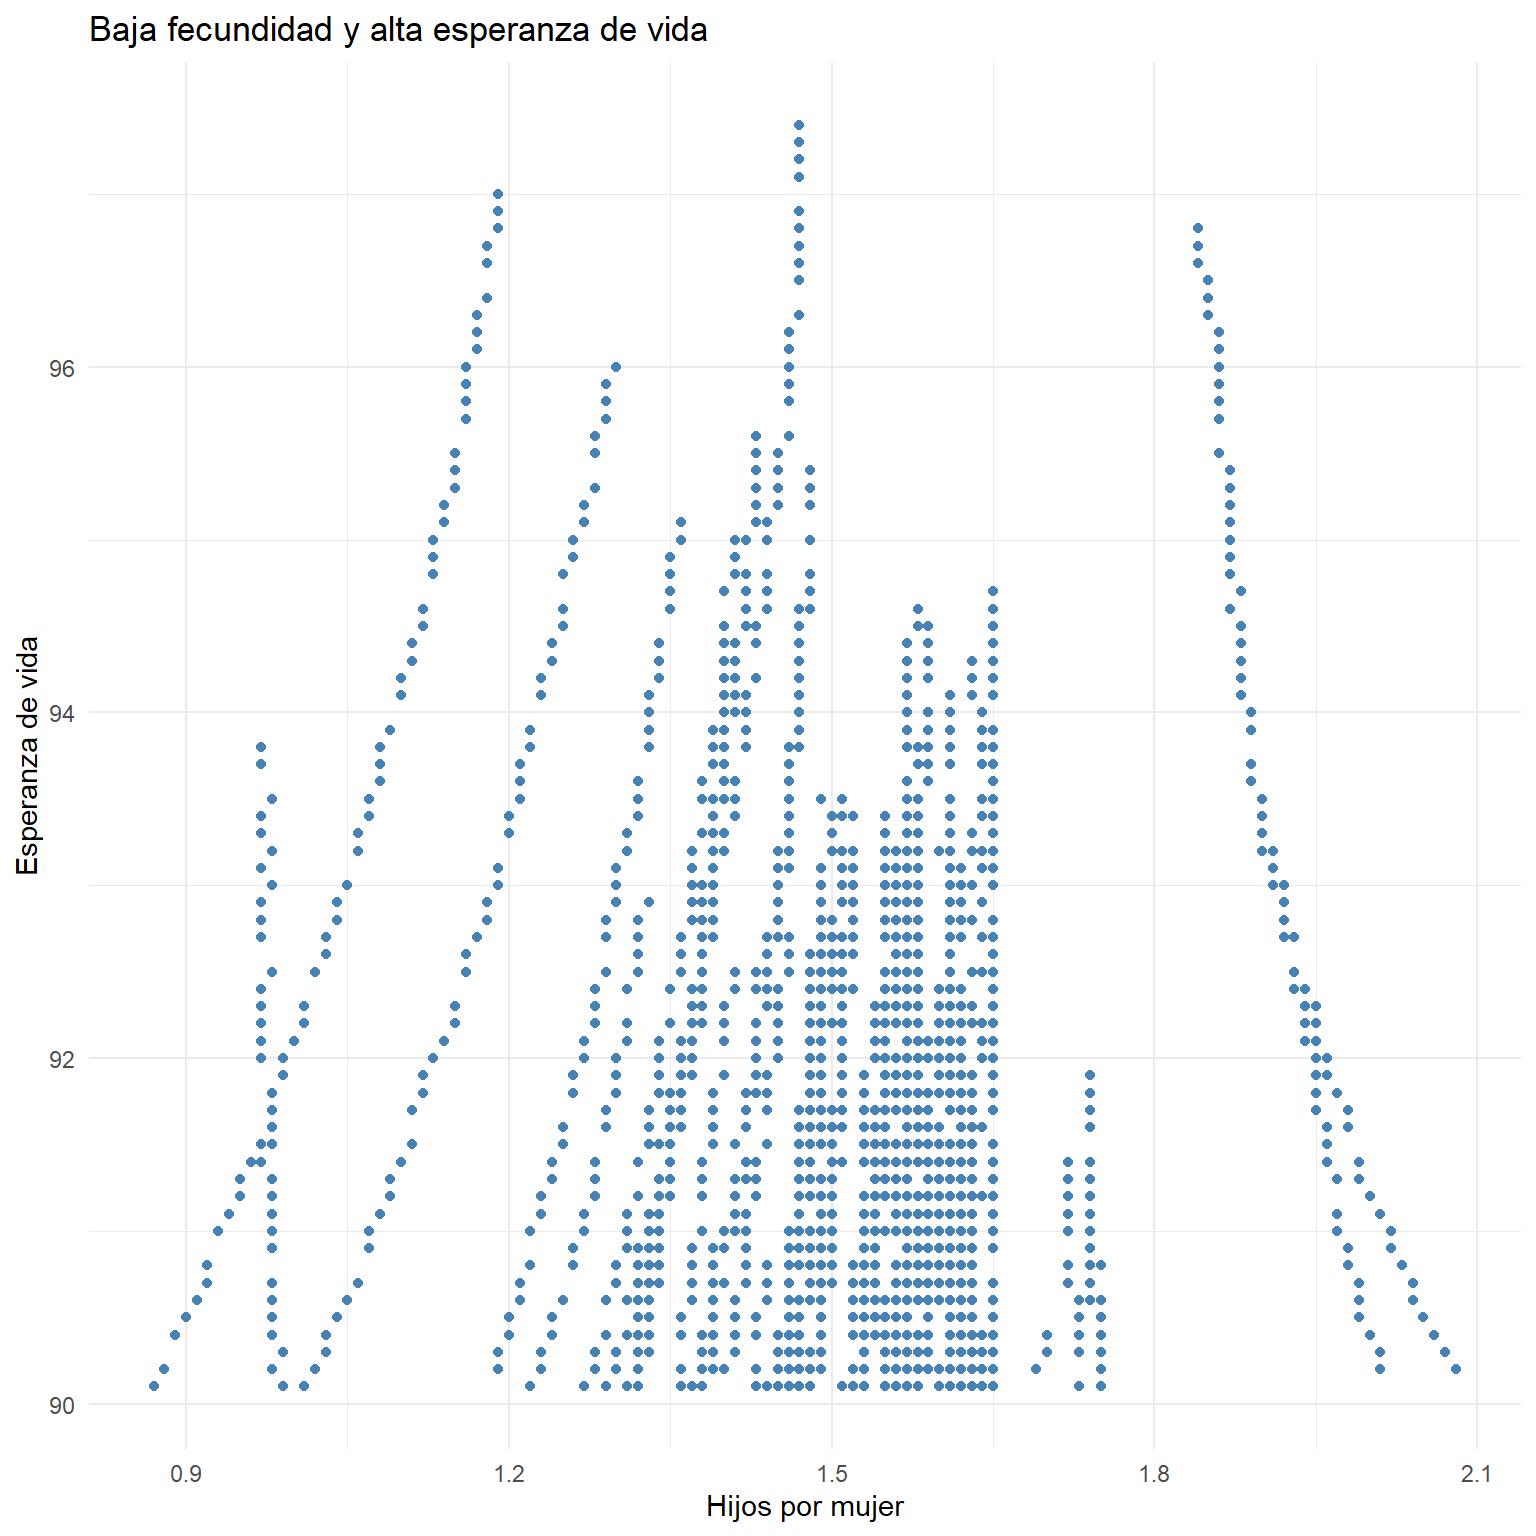 Baja fecundidad y alta esperanza de vida
Esperanza de vida
96
94
92
90
0.9 1.2 1.5 1.8 2.1
Hijos por mujer